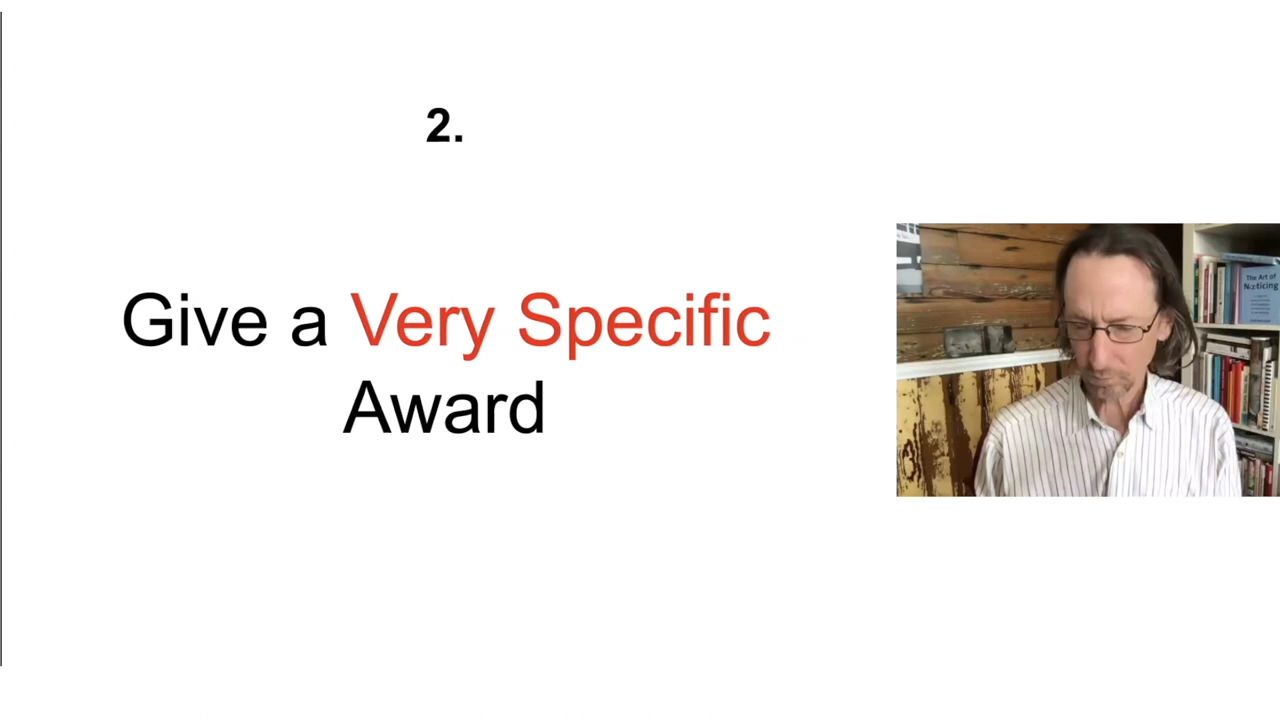 2.
Give a Very Specific
Award
The Art of
Noticing